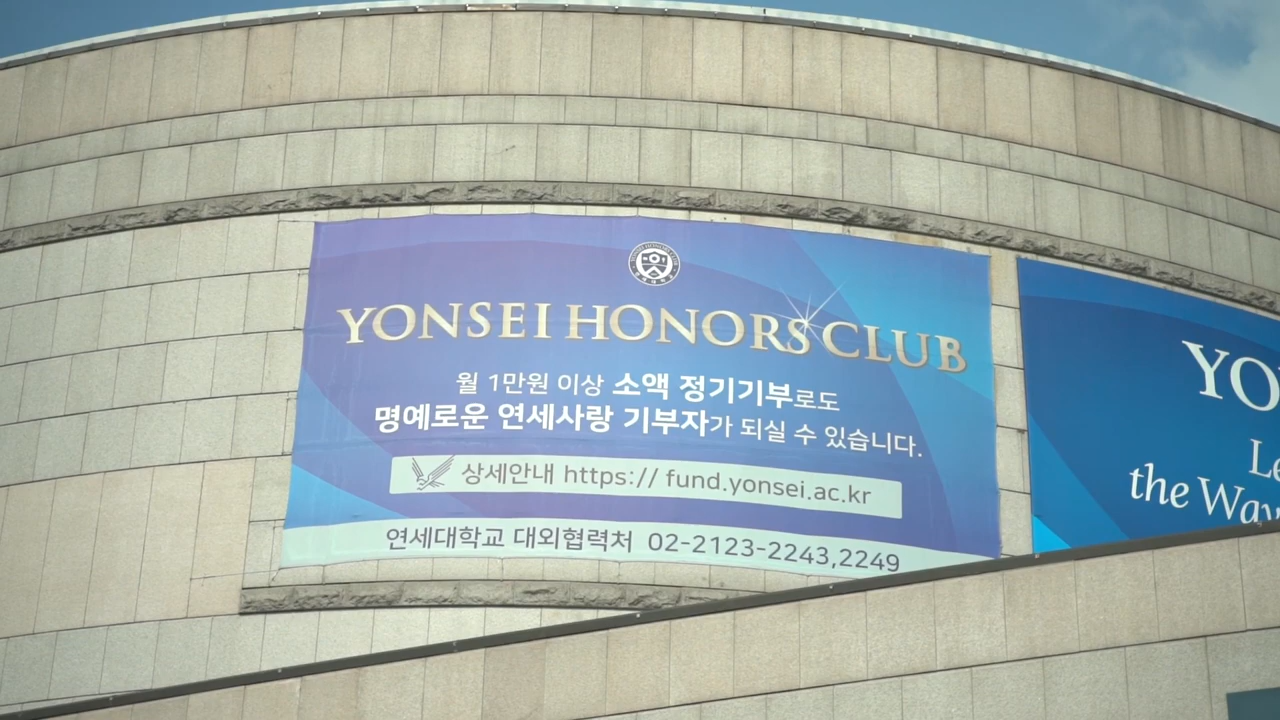 YONSEI HONORS CLUB
월 1만원 이상 소액 정기기부로도
명예로운 연세사랑 기부자가 되실 수 있습니다.
상세안내 https:// fund.yonsei.ac.kr
연세대학교 대외협력처 02-2123-2243,2249
YO
Le
the Way